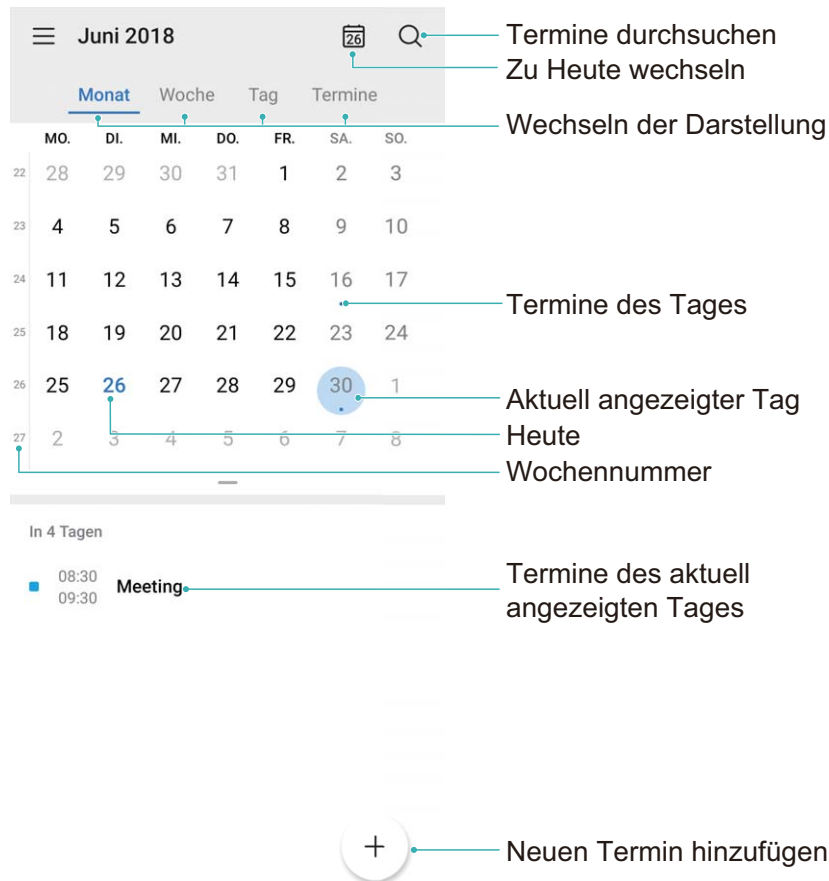 Juni 2018
26
Termine durchsuchen
Zu Heute wechseln
Monat Woche Tag Termine
Wechseln der Darstellung
MO. DI. MI. DO. FR. SA. SO.
22 28 29 30 31 1 2 3
23 4 5 6 7 8 9 10
24 11 12 13 14 15 16 17
Termine des Tages
25 18 19 20 21 22 23 24
26 25 26 27 28 29 30 1
Aktuell angezeigter Tag
Heute
27 2 3 4 5 6 7 8
Wochennummer
In 4 Tagen
08:30
09:30
Meeting
Termine des aktuell
angezeigten Tages
+
Neuen Termin hinzufügen